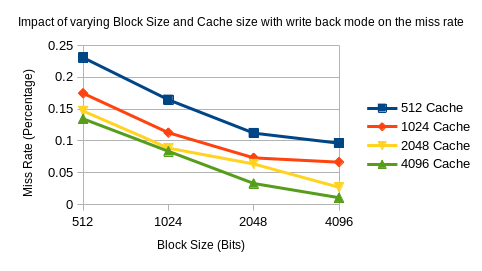 Impact of varying Block Size and Cache size with write back mode on the miss rate
0.25
0.2
0.15
0.1
0.05
0
Miss Rate (Percentage)
512 1024 2048 4096
Block Size (Bits)
512 Cache
1024 Cache
2048 Cache
4096 Cache